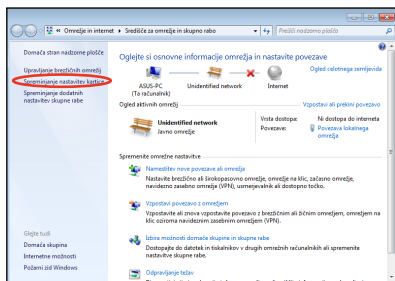 « Omrežje in internet ▸ Središče za omrežje in skupno rabo
Prešči nadzorno ploščo
Domača stran nadzorne plošče
Upravljanje brezžičnih omrežij
Spreminjanje nastavitev kartice
Spreminjanje dodatnih
nastavitev skupne rabe
Glejte tudi
Domača skupina
Internetne možnosti
Požarni zid Windows
Oglejte si osnovne informacije omrežja in nastavite povezave
Ogled celotnega zemljevida
ASUS-PC
(Ta računalnik)
Unidentified network
Internet
Ogled aktivnih omrežij
Vzpostavi ali prekini povezavo
Unidentified network
Javno omrežje
Vrsta dostopa:
Ni dostopa do interneta
Povezave:
Povezava lokalnega
omrežja
Spremenite omrežne nastavitve
Namestitev nove povezave ali omrežja
Nastavite brezžično ali širokopasovno omrežje, omrežje na klic, začasno omrežje,
navidezno zasebno omrežje (VPN), usmerjevalnik ali dostopno točko.
Vzpostavi povezavo z omrežjem
Vzpostavite ali znova vzpostavite povezavo z brezžičnim ali žičnim omrežjem, omrežjem na
klic oziroma navideznim zasebnim omrežjem (VPN).
Izbira možnosti domače skupine in skupne rabe
Dostopajte do datotek in tiskalnikov v drugih omrežnih računalnikih ali spremenite
nastavitve skupne rabe.
Odpravljanje težav